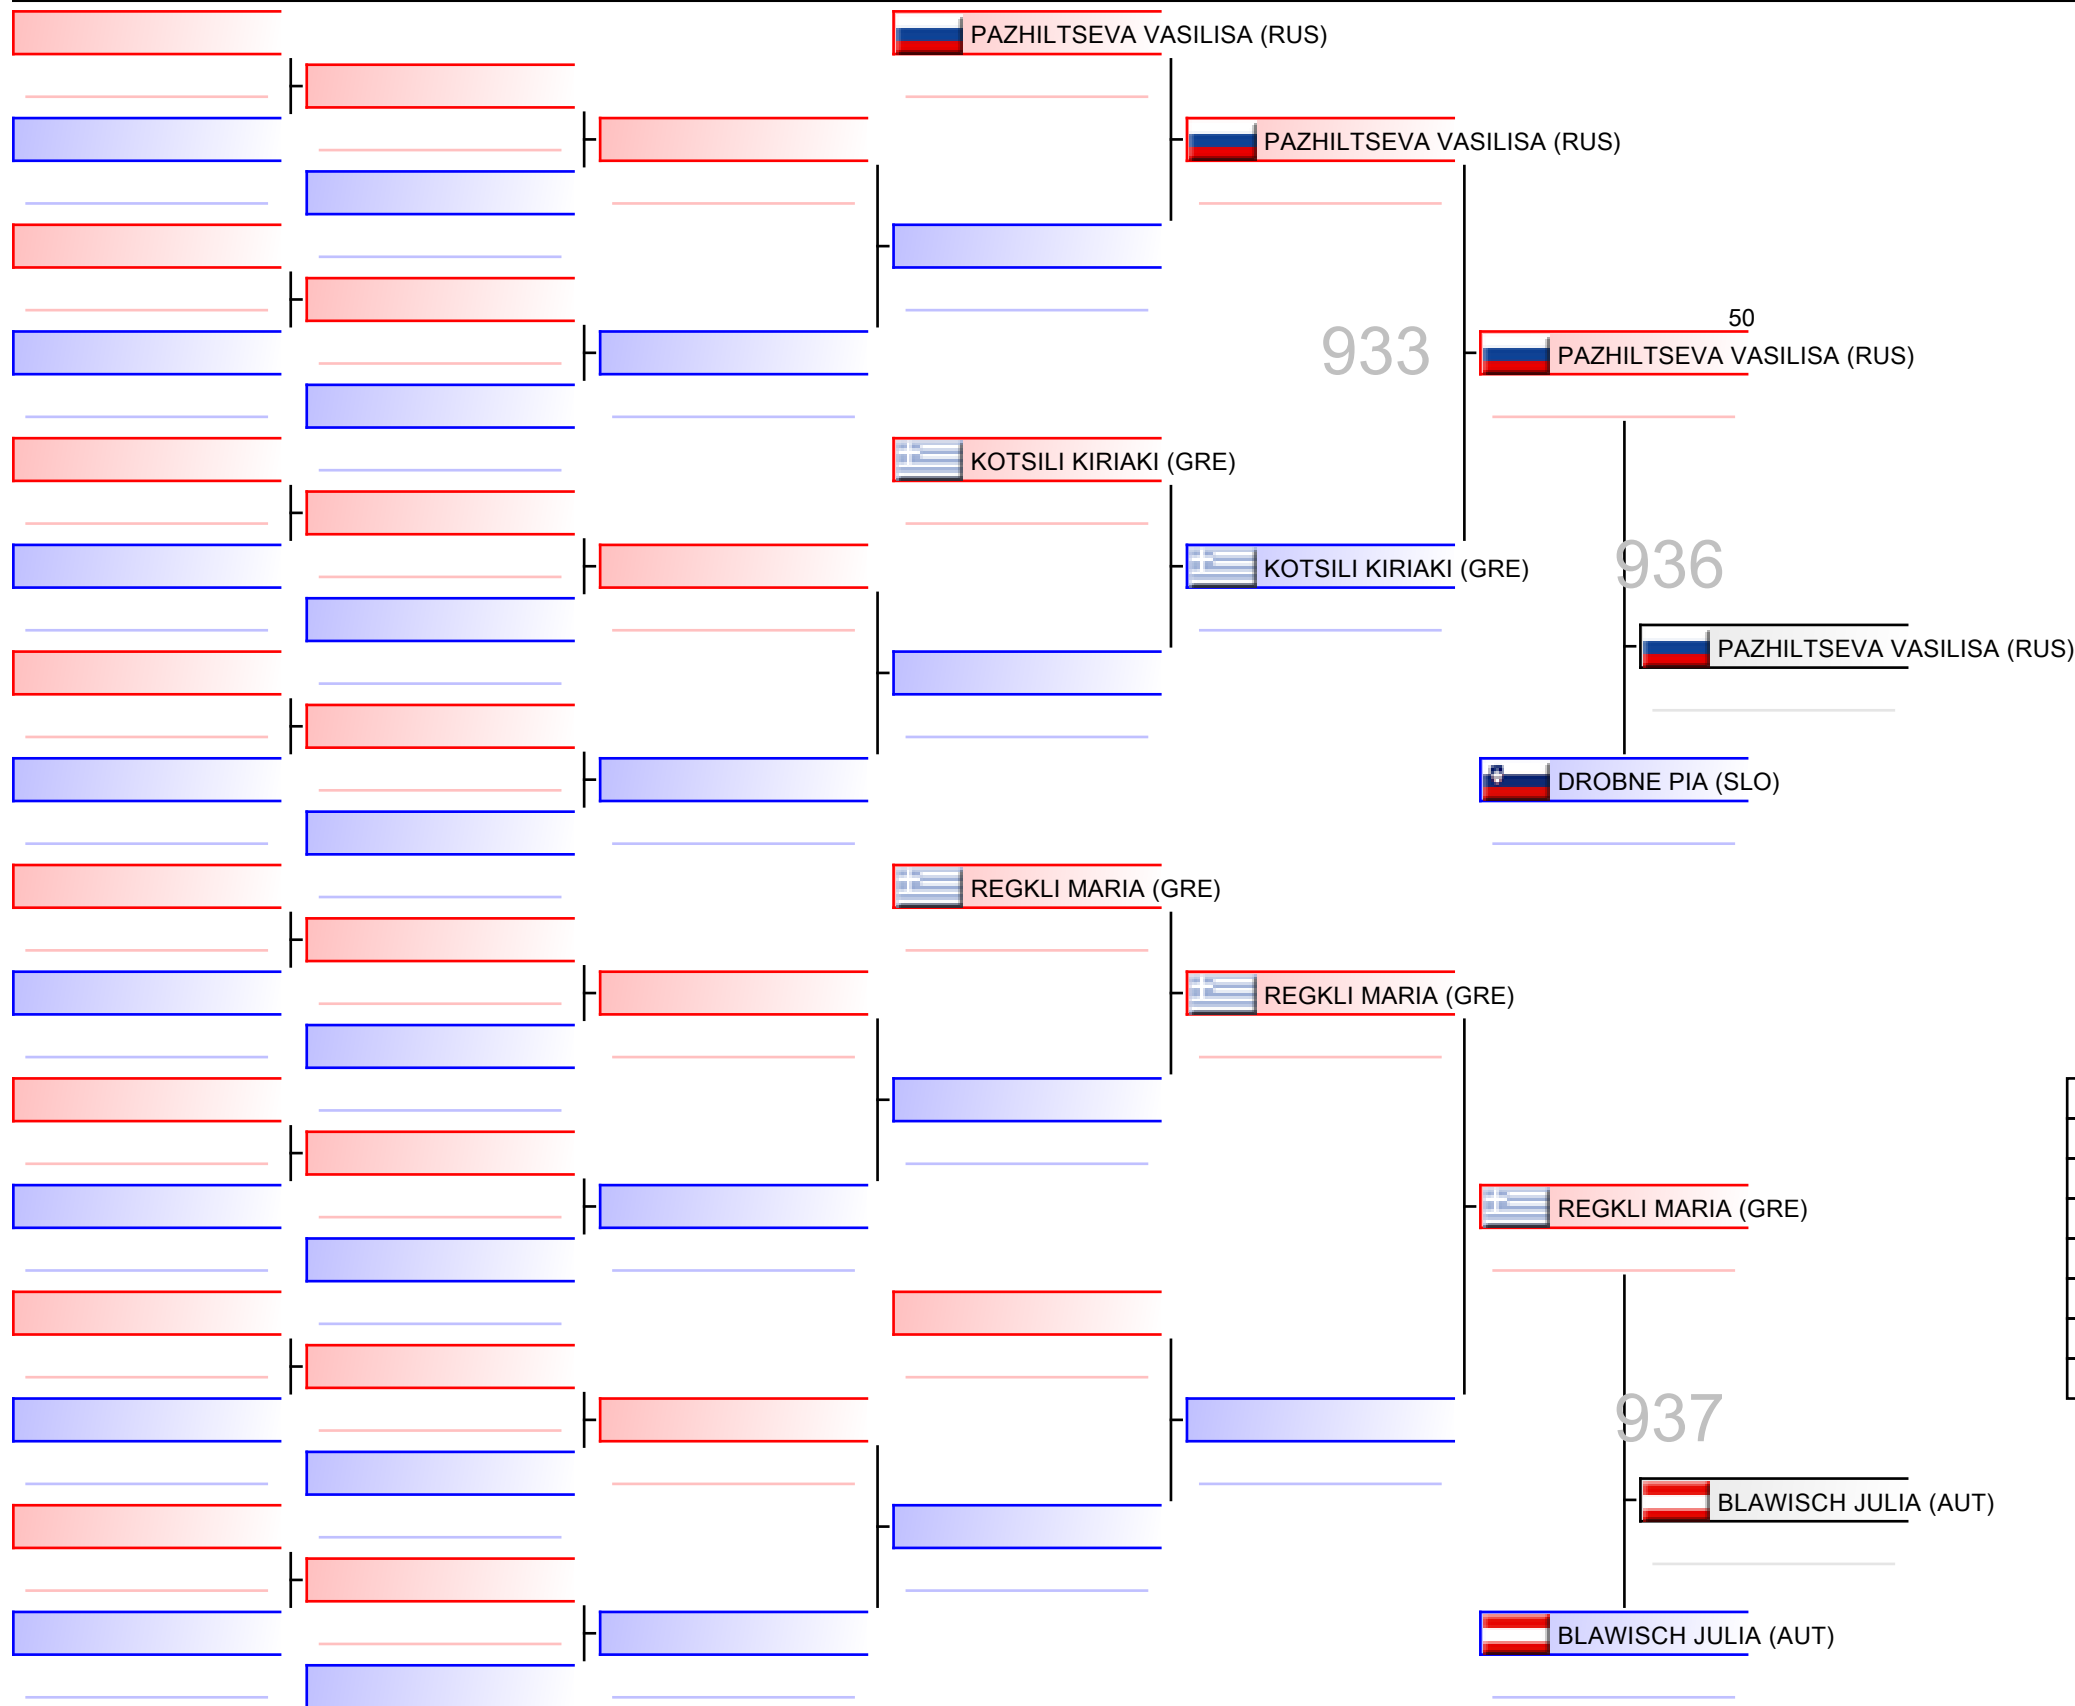 PAZHILTSEVA VASILISA (RUS)
PAZHILTSEVA VASILISA (RUS)
50
933
PAZHILTSEVA VASILISA (RUS)
KOTSILI KIRIAKI (GRE)
KOTSILI KIRIAKI (GRE)
936
PAZHILTSEVA VASILISA (RUS)
DROBNE PIA (SLO)
REGKLI MARIA (GRE)
REGKLI MARIA (GRE)
REGKLI MARIA (GRE)
937
BLAWISCH JULIA (AUT)
BLAWISCH JULIA (AUT)